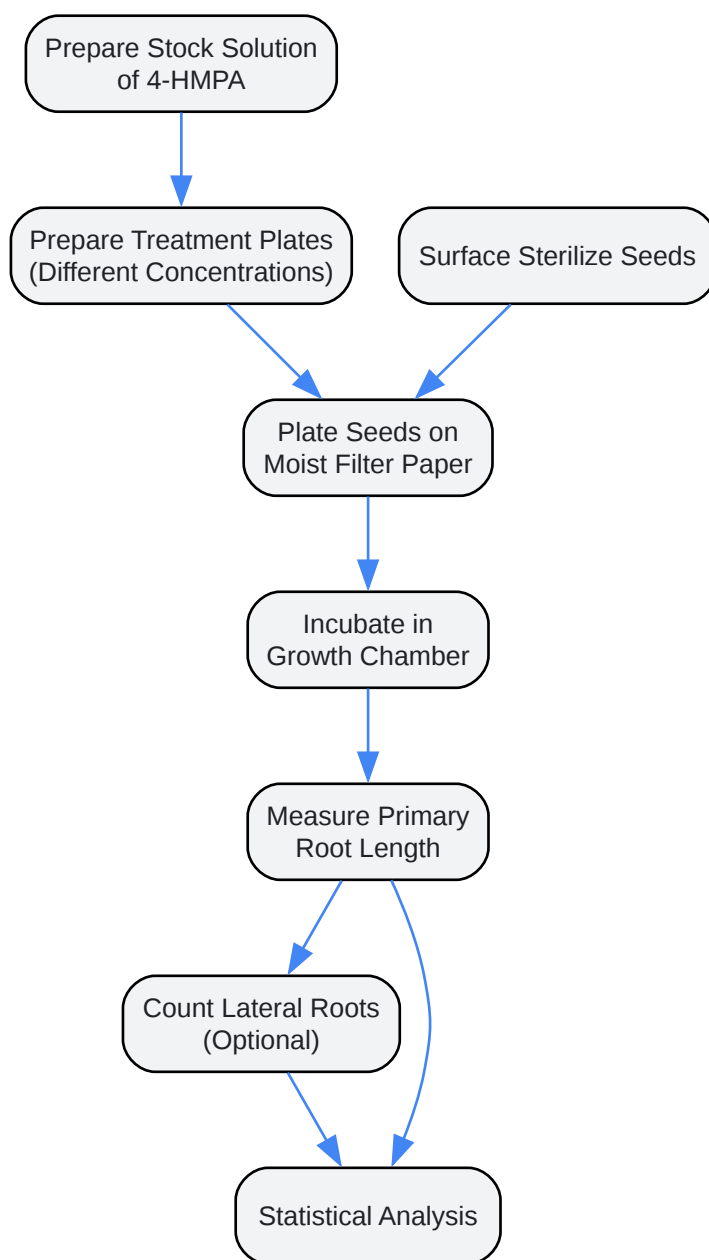 Prepare Stock Solution
of 4-HMPA
Prepare Treatment Plates
(Different Concentrations)
Surface Sterilize Seeds
Plate Seeds on
Moist Filter Paper
Incubate in
Growth Chamber
Measure Primary
Root Length
Count Lateral Roots
(Optional)
Statistical Analysis